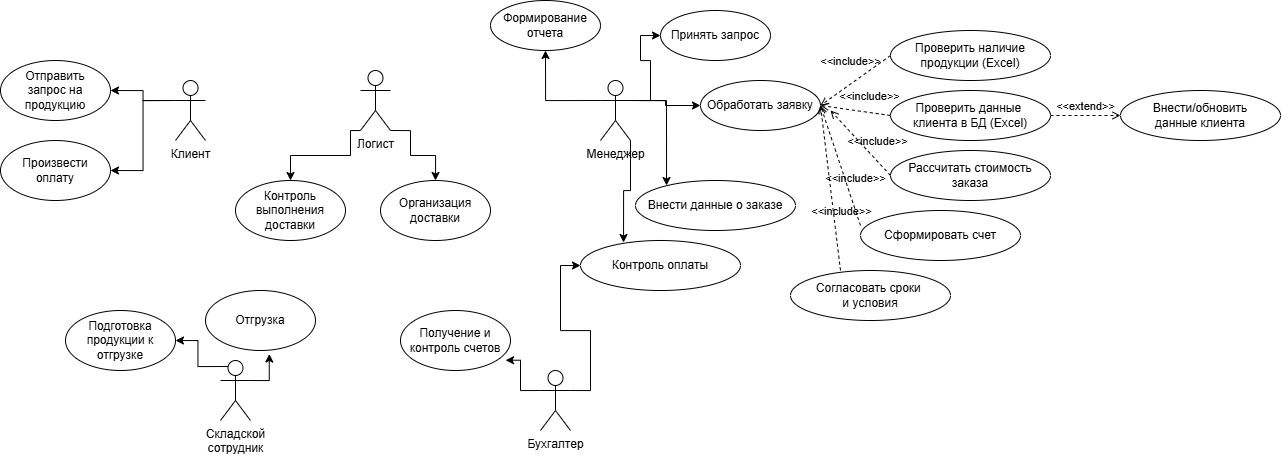 Формирование
отчета
Принять запрос
Проверить наличие
продукции (Excel)
<<include>>
Отправить
запрос на
продукцию
Обработать заявку
<<include>>
Проверить данные
клиента в БД (Excel)
<<extend>>
Внести/обновить
данные клиента
Клиент
Логист
Менеджер
<<include>>
Произвести
оплату
Рассчитать стоимость
заказа
<<include>>
Контроль
выполнения
доставки
Организация
доставки
Внести данные о заказе
<<include>>
Сформировать счет
Контроль оплаты
Согласовать сроки
и условия
Отгрузка
Подготовка
продукции к
отгрузке
Получение и
контроль счетов
Складской
сотрудник
Бухгалтер